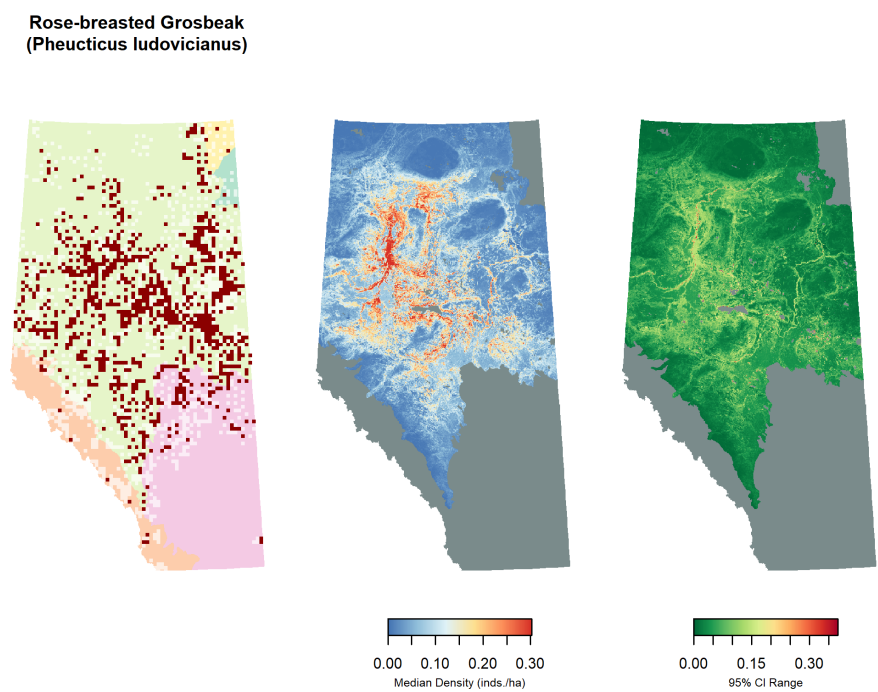 Rose-breasted Grosbeak
(Pheucticus ludovicianus)
0.00 0.10 0.20 0.30
Median Density (inds./ha)
0.00 0.15 0.30
95% CI Range